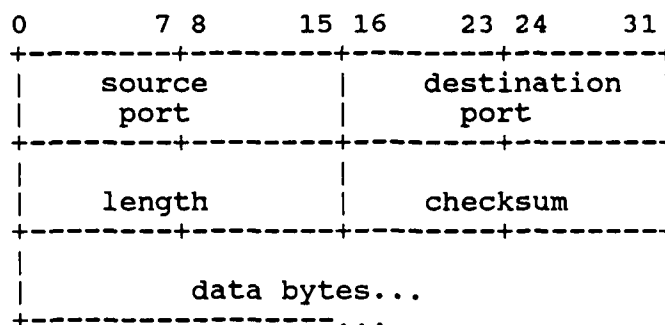 0 7 8 15 16 23 24 31
source destination
port port
length checksum
data bytes...
...